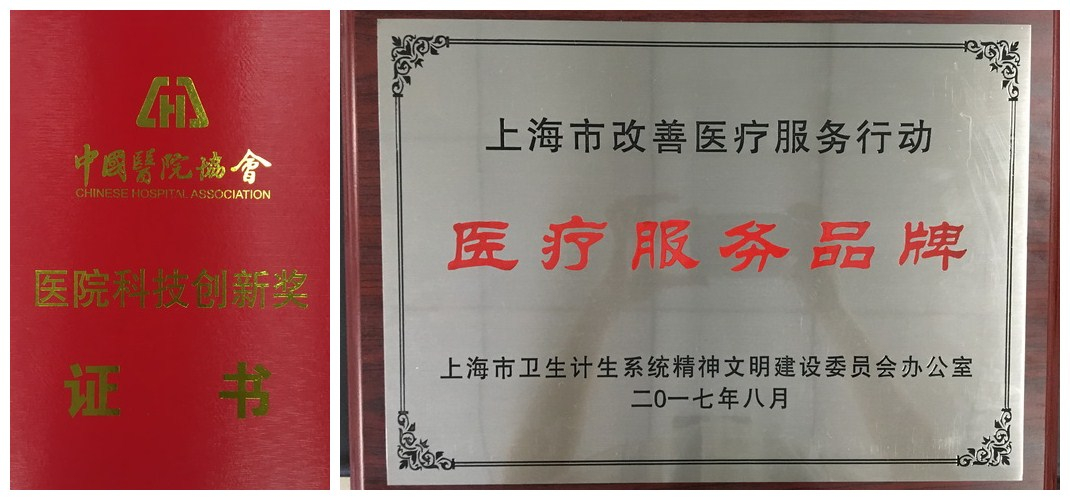 中國醫院協會
CHINESE HOSPITAL ASSOCIATION
医院科技创新奖
证 书
上海市改善医疗服务行动
医疗服务品牌
上海市卫生计生系统精神文明建设委员会办公室
二0一七年八月